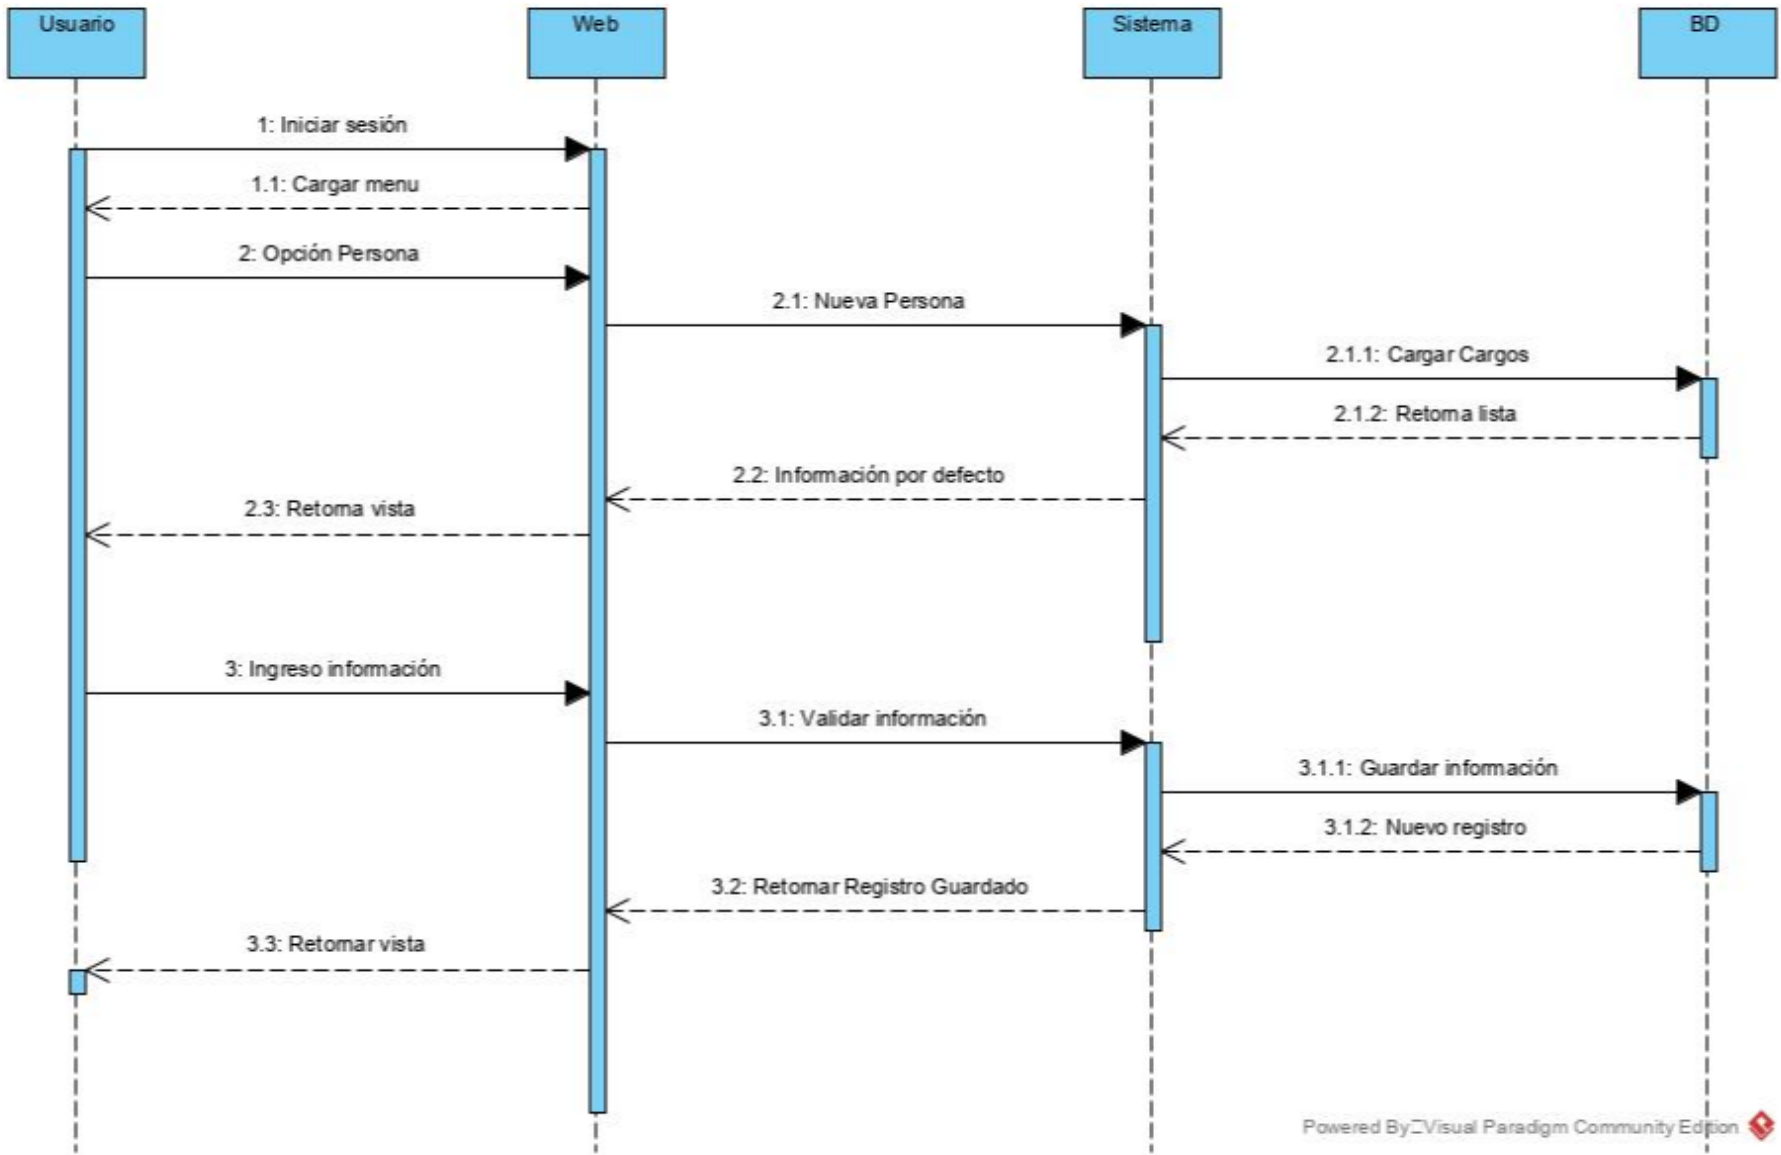 Usuario
Web
Sistema
BD
1: Iniciar sesión
1.1: Cargar menu
2: Opción Persona
2.1: Nueva Persona
2.1.1: Cargar Cargos
2.1.2: Retorna lista
2.2: Información por defecto
2.3: Retorna vista
3: Ingreso información
3.1: Validar información
3.1.1: Guardar información
3.1.2: Nuevo registro
3.2: Retornar Registro Guardado
3.3: Retornar vista
Powered By Visual Paradigm Community Edition